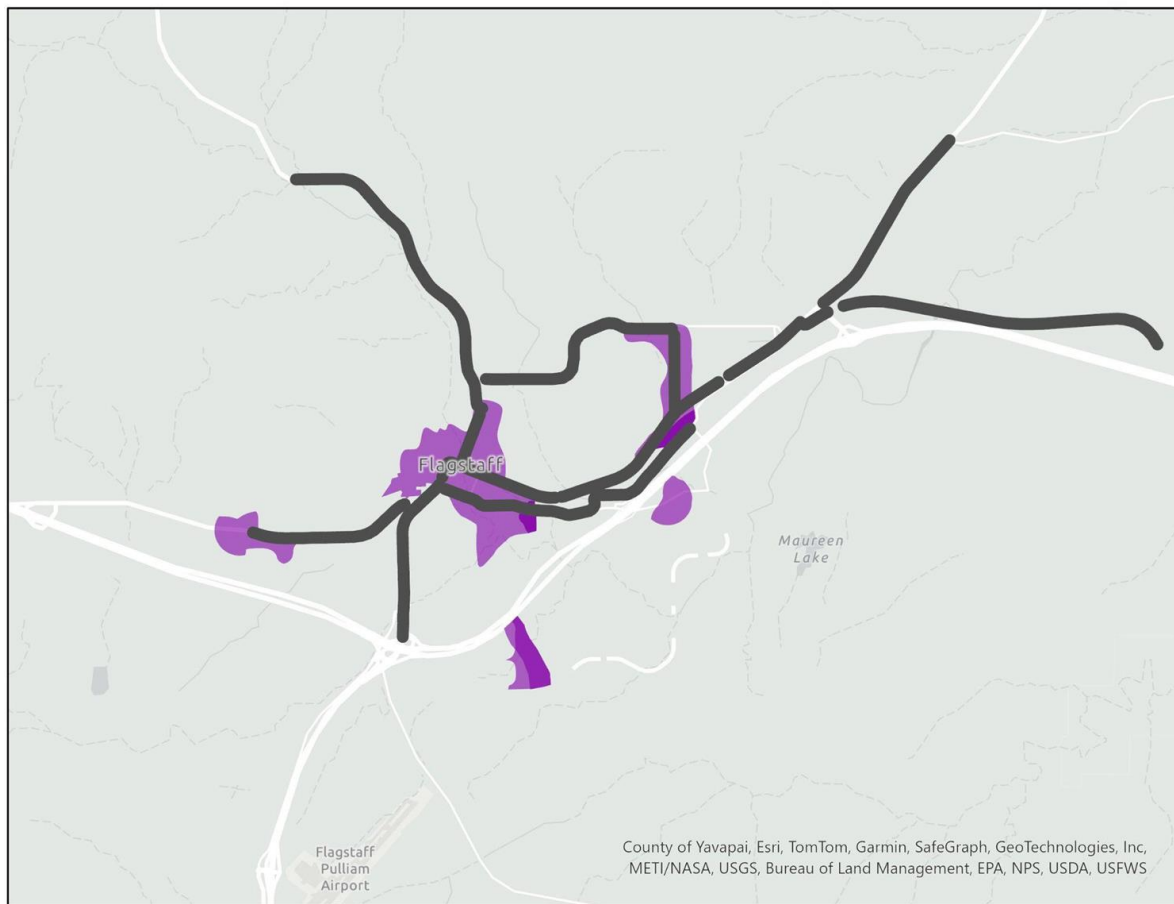 Flagstaff
Maureen
Lake
Flagstaff
Pulliam
Airport
County of Yavapai, Esri, TomTom, Garmin, SafeGraph, GeoTechnologies, Inc,
METI/NASA, USGS, Bureau of Land Management, EPA, NPS, USDA, USFWS